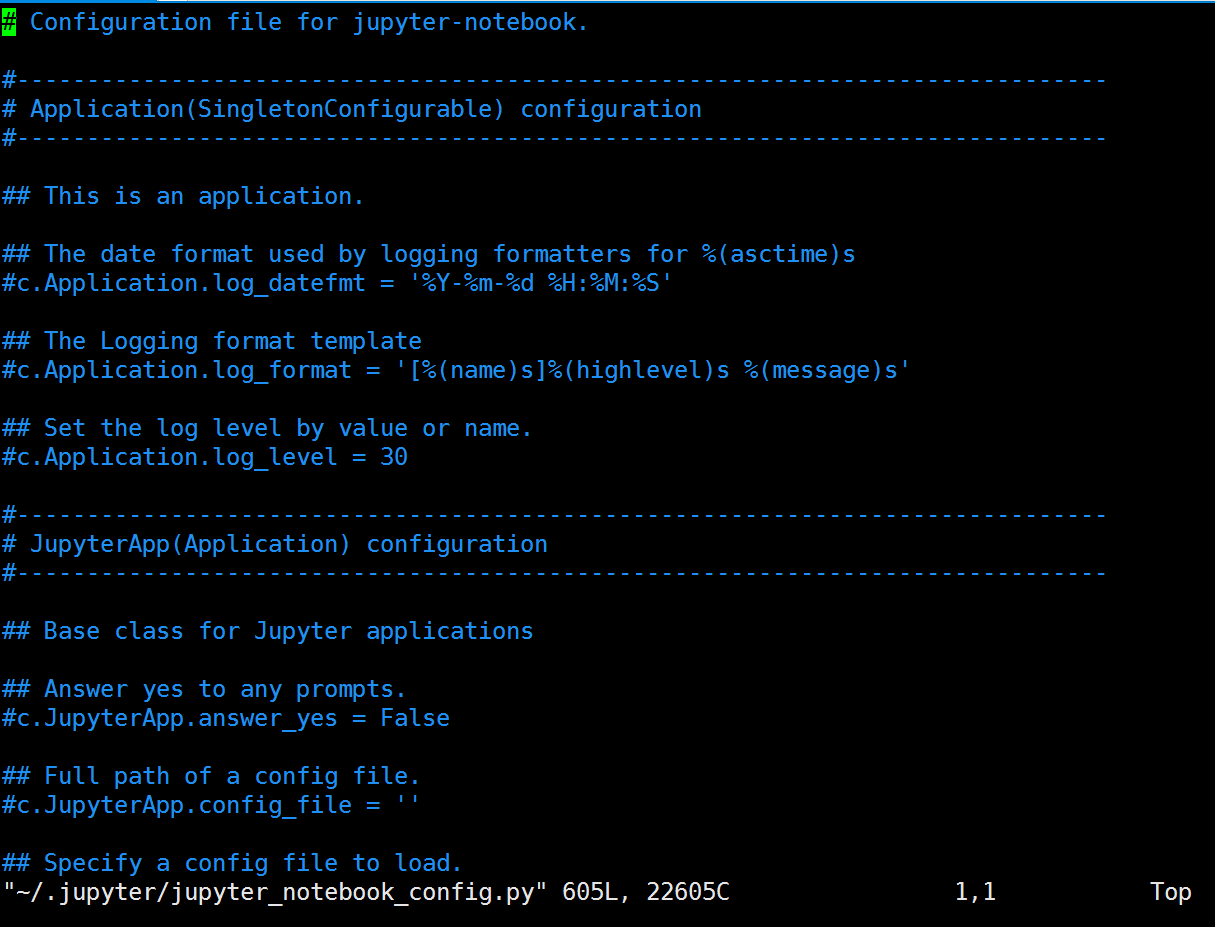 # Configuration file for jupyter-notebook.
#------------------------------------------------------------------------------
# Application(SingletonConfigurable) configuration
#------------------------------------------------------------------------------
## This is an application.
## The date format used by logging formatters for %(asctime)s
#c.Application.log_datefmt = '%Y-%m-%d %H:%M:%S'
## The Logging format template
#c.Application.log_format = '[%(name)s]%(highlevel)s %(message)s'
## Set the log level by value or name.
#c.Application.log_level = 30
#------------------------------------------------------------------------------
# JupyterApp(Application) configuration
#------------------------------------------------------------------------------
## Base class for Jupyter applications
## Answer yes to any prompts.
#c.JupyterApp.answer_yes = False
## Full path of a config file.
#c.JupyterApp.config_file = ''
## Specify a config file to load.
"~/.jupyter/jupyter_notebook_config.py" 605L, 22605C 1,1 Top